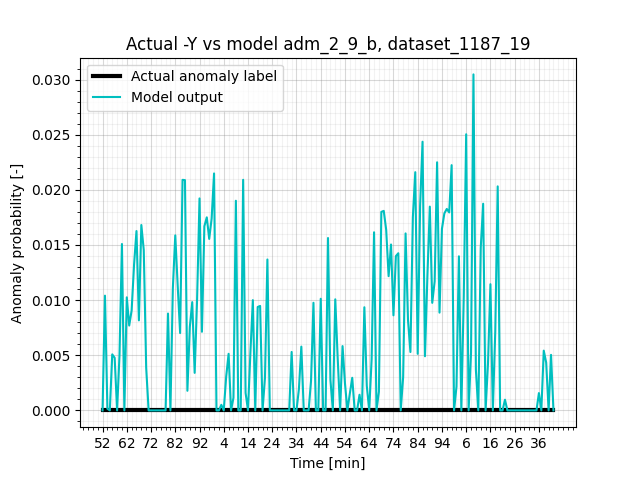 Actual -Y vs model adm_2_9_b, dataset_1187_19
Actual anomaly label
Model output
0.030
0.025
0.020
0.015
0.010
0.005
0.000
Anomaly probability [-]
52 62 72 82 92 4 14 24 34 44 54 64 74 84 94 6 16 26 36
Time [min]